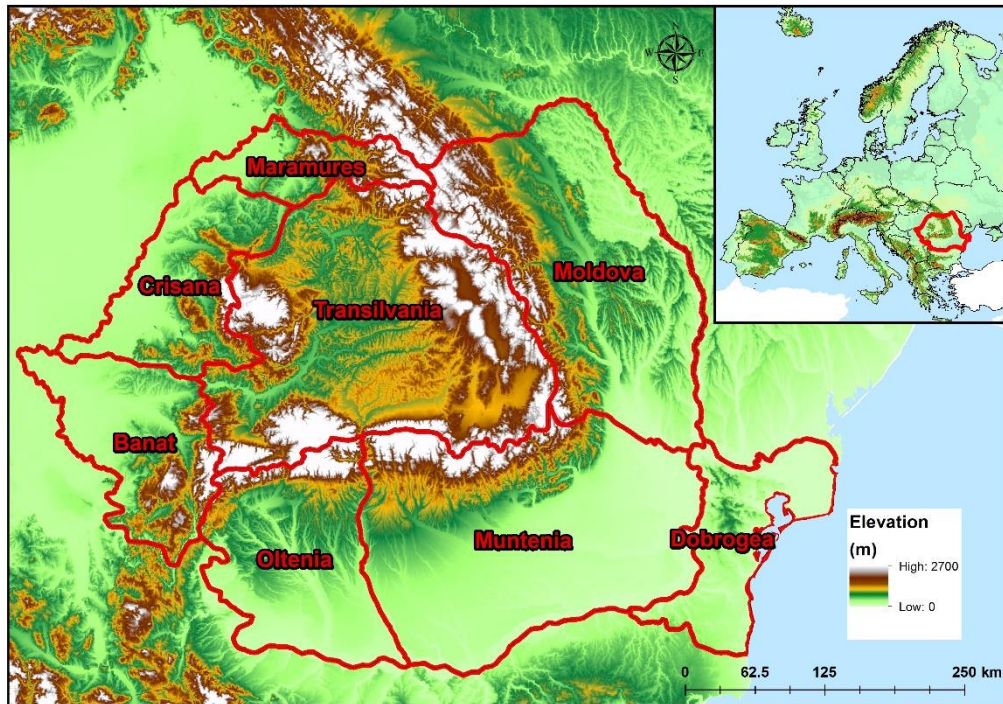 N
W E
S
Maramures
Crisana
Transilvania
Moldova
Banat
Oltenia
Muntenia
Dobrogea
Elevation
(m)
High: 2700
Low: 0
0 62.5 125 250 km